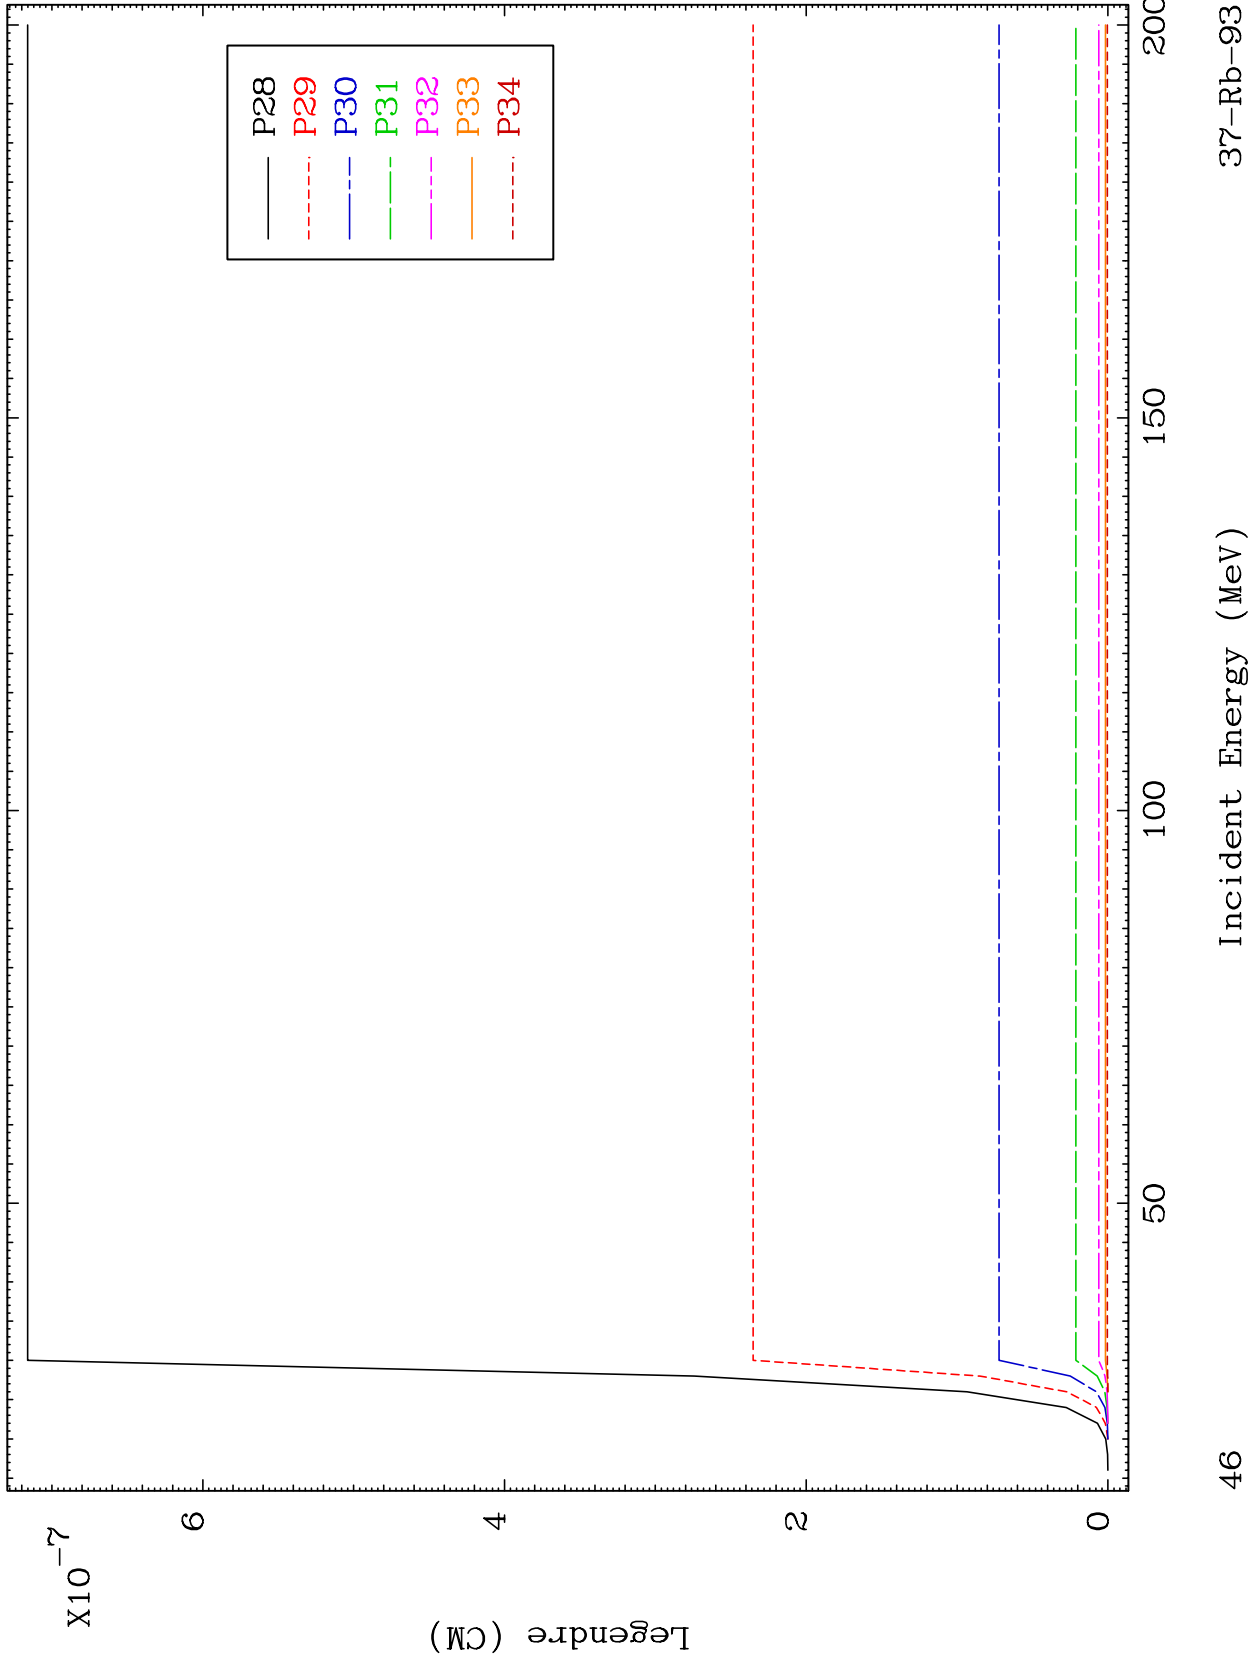 X10-7
Legendre (CM)
6
4
2
0
P28
P29
P30
P31
P32
P33
P34
50
100
150
200
Incident Energy (MeV)
46
37-Rb-93